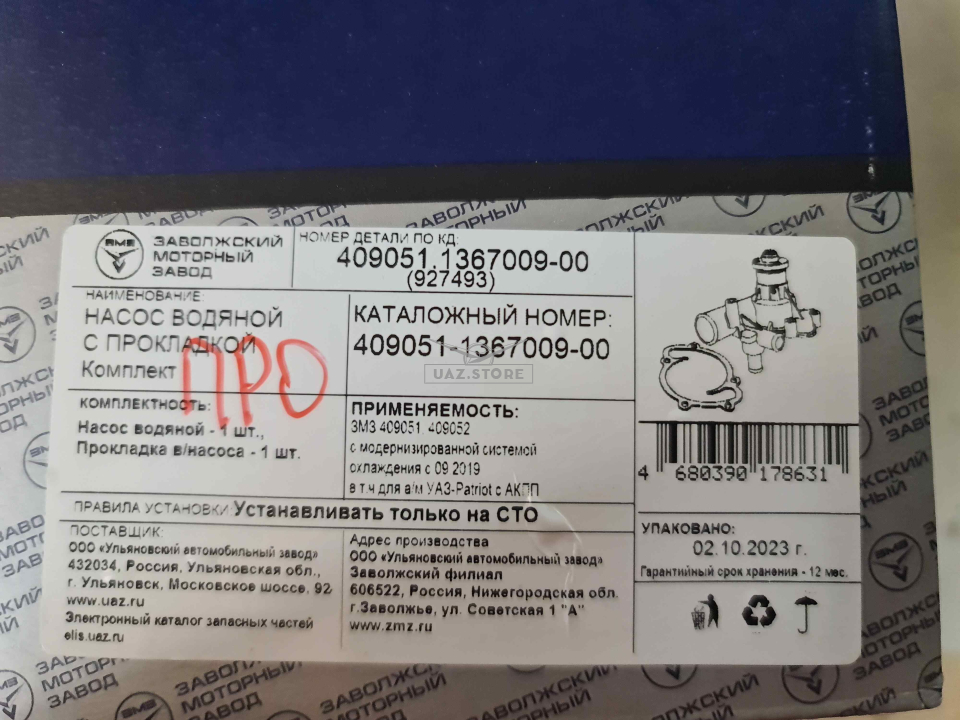 ЗМЗ
ЗАВОЛЖСКИЙ
МОТОРНЫЙ
ЗАВОД
НОМЕР ДЕТАЛИ ПО КД:
409051.1367009-00
(927493)
НАИМЕНОВАНИЕ:
НАСОС ВОДЯНОЙ
С ПРОКЛАДКОЙ
Комплект
ПРО
КАТАЛОЖНЫЙ НОМЕР:
409051-1367009-00
UAZ.STORE
КОМПЛЕКТНОСТЬ:
Насос водяной - 1 шт.,
Прокладка в/насоса - 1 шт.
ПРИМЕНЯЕМОСТЬ:
ЗМЗ 409051, 409052
с модернизированной системой
охлаждения с 09.2019
в т.ч для а/м УАЗ-Patriot с АКПП
4 680390 178631
ПРАВИЛА УСТАНОВКИ Устанавливать только на СТО
ПОСТАВЩИК:
ООО «Ульяновский автомобильный завод»
432034, Россия, Ульяновская обл.,
г. Ульяновск, Московское шоссе, 92
www.uaz.ru
Электронный каталог запасных частей
elis.uaz.ru
Адрес производства
ООО «Ульяновский автомобильный завод»
Заволжский филиал
606522, Россия, Нижегородская обл.
г.Заволжье, ул. Советская 1 "А"
www.zmz.ru
УПАКОВАНО:
02.10.2023 г.
Гарантийный срок хранения - 12 мес.
ЗАВОЛЖСКИЙ
МОТОРНЫЙ
ЗАВОД